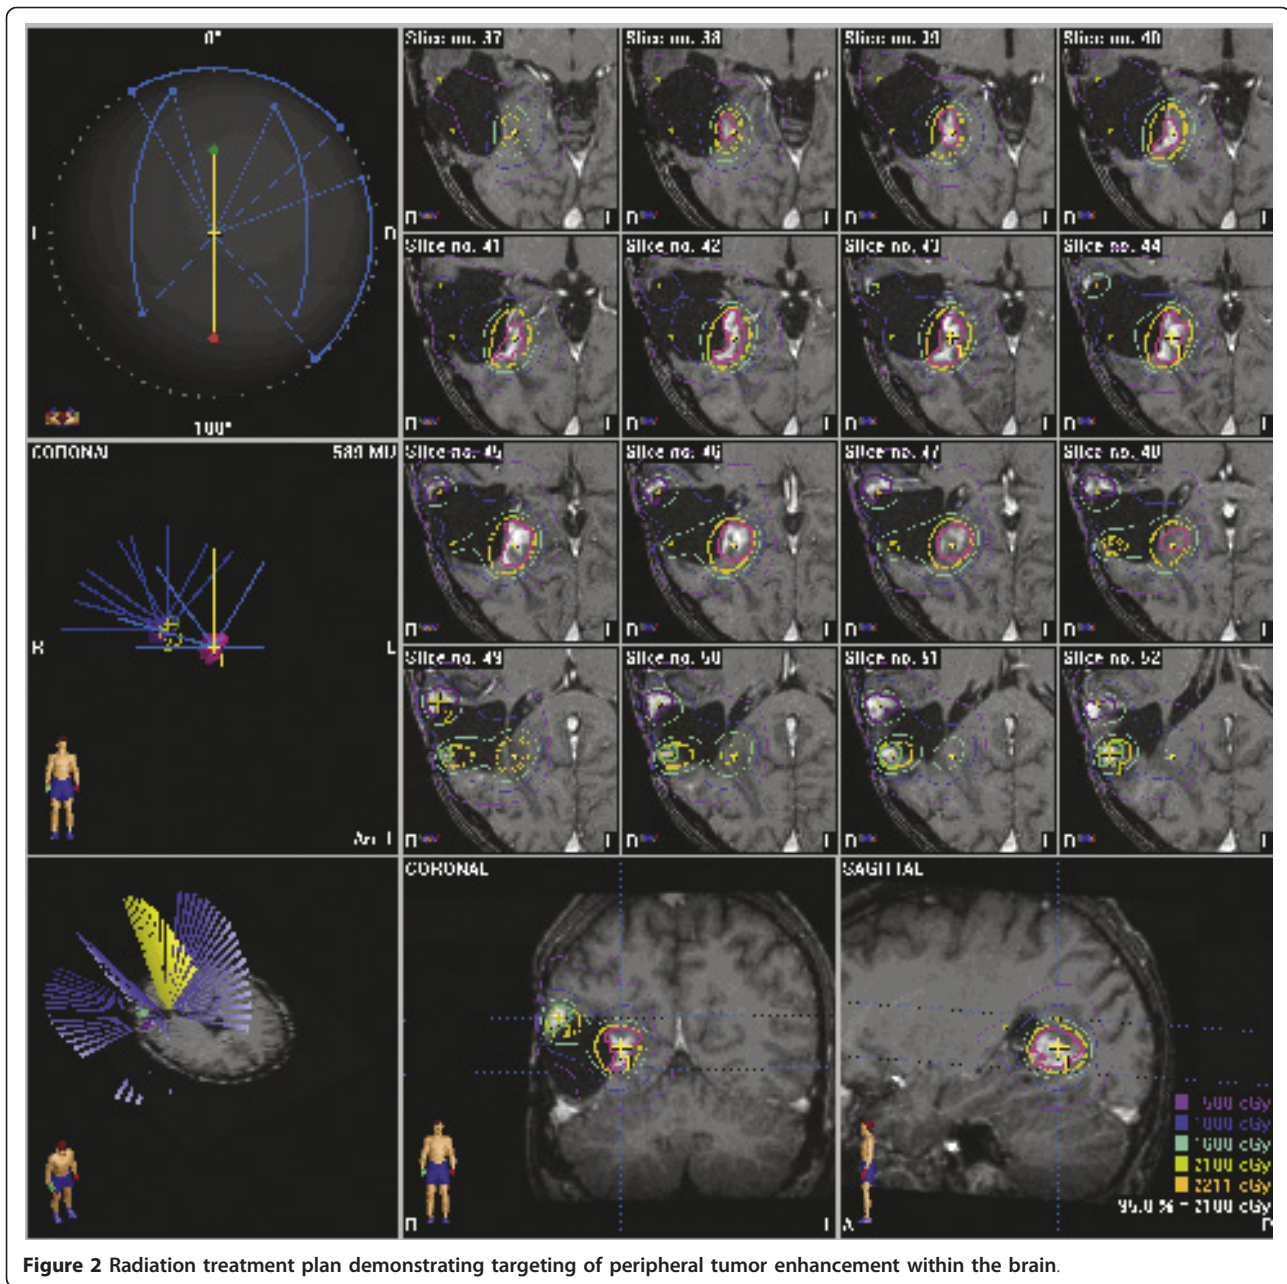 0°
Slice no. 37
Slice no. 38
Slice no. 39
Slice no. 40
Slice no. 41
Slice no. 42
Slice no. 43
Slice no. 44
CORONAL
589 MU
Slice no. 45
Slice no. 46
Slice no. 47
Slice no. 48
R
L
Slice no. 49
Slice no. 50
Slice no. 51
Slice no. 52
CORONAL
SAGITTAL
500 cGy
1000 cGy
1600 cGy
2100 cGy
2211 cGy
95.0 % = 2100 cGy
A
Figure 2 Radiation treatment plan demonstrating targeting of peripheral tumor enhancement within the brain.